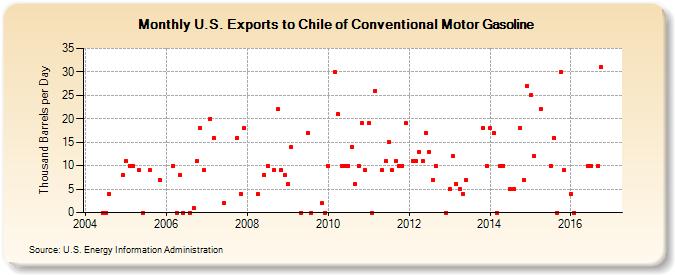 Monthly U.S. Exports to Chile of Conventional Motor Gasoline
Thousand Barrels per Day
35
30
25
20
15
10
5
0
2004 2006 2008 2010 2012 2014 2016
Source: U.S. Energy Information Administration